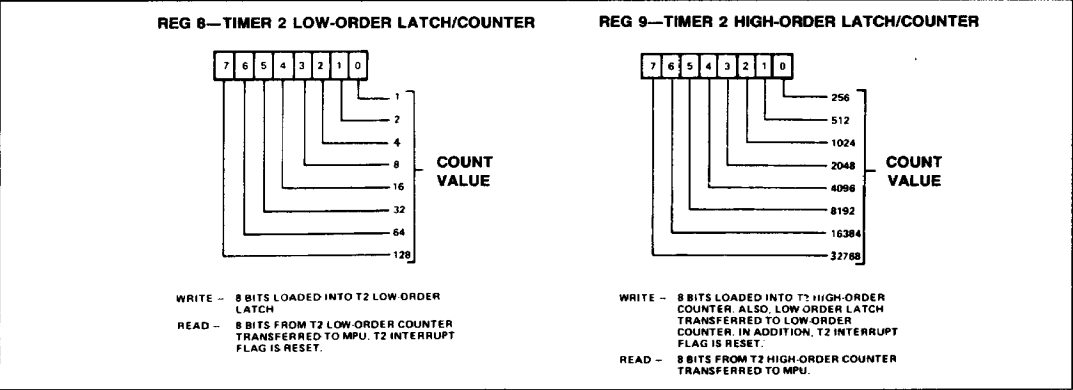 REG 8—TIMER 2 LOW-ORDER LATCH/COUNTER
7 6 5 4 3 2 1 0
1
2
4
8
16
32
64
128
COUNT
VALUE
WRITE – 8 BITS LOADED INTO T2 LOW-ORDER
LATCH
READ – 8 BITS FROM T2 LOW-ORDER COUNTER
TRANSFERRED TO MPU. T2 INTERRUPT
FLAG IS RESET.
REG 9—TIMER 2 HIGH-ORDER LATCH/COUNTER
7 6 5 4 3 2 1 0
256
512
1024
2048
4096
8192
16384
32768
COUNT
VALUE
WRITE – 8 BITS LOADED INTO T2 HIGH-ORDER
COUNTER. ALSO, LOW ORDER LATCH
TRANSFERRED TO LOW-ORDER
COUNTER. IN ADDITION, T2 INTERRUPT
FLAG IS RESET.
READ – 8 BITS FROM T2 HIGH-ORDER COUNTER
TRANSFERRED TO MPU.